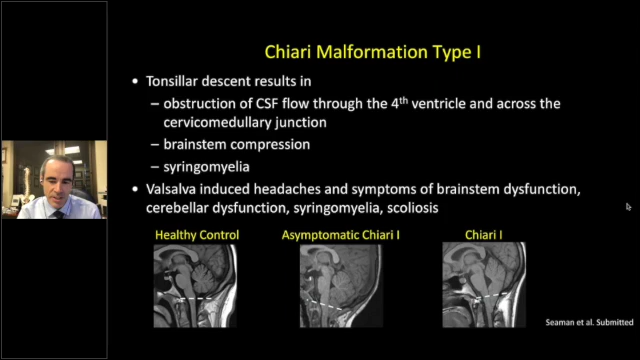 Chiari Malformation Type I
• Tonsillar descent results in
– obstruction of CSF flow through the 4th ventricle and across the
cervicomedullary junction
– brainstem compression
– syringomyelia
• Valsalva induced headaches and symptoms of brainstem dysfunction,
cerebellar dysfunction, syringomyelia, scoliosis
Healthy Control Asymptomatic Chiari I Chiari I
Seaman et al. Submitted